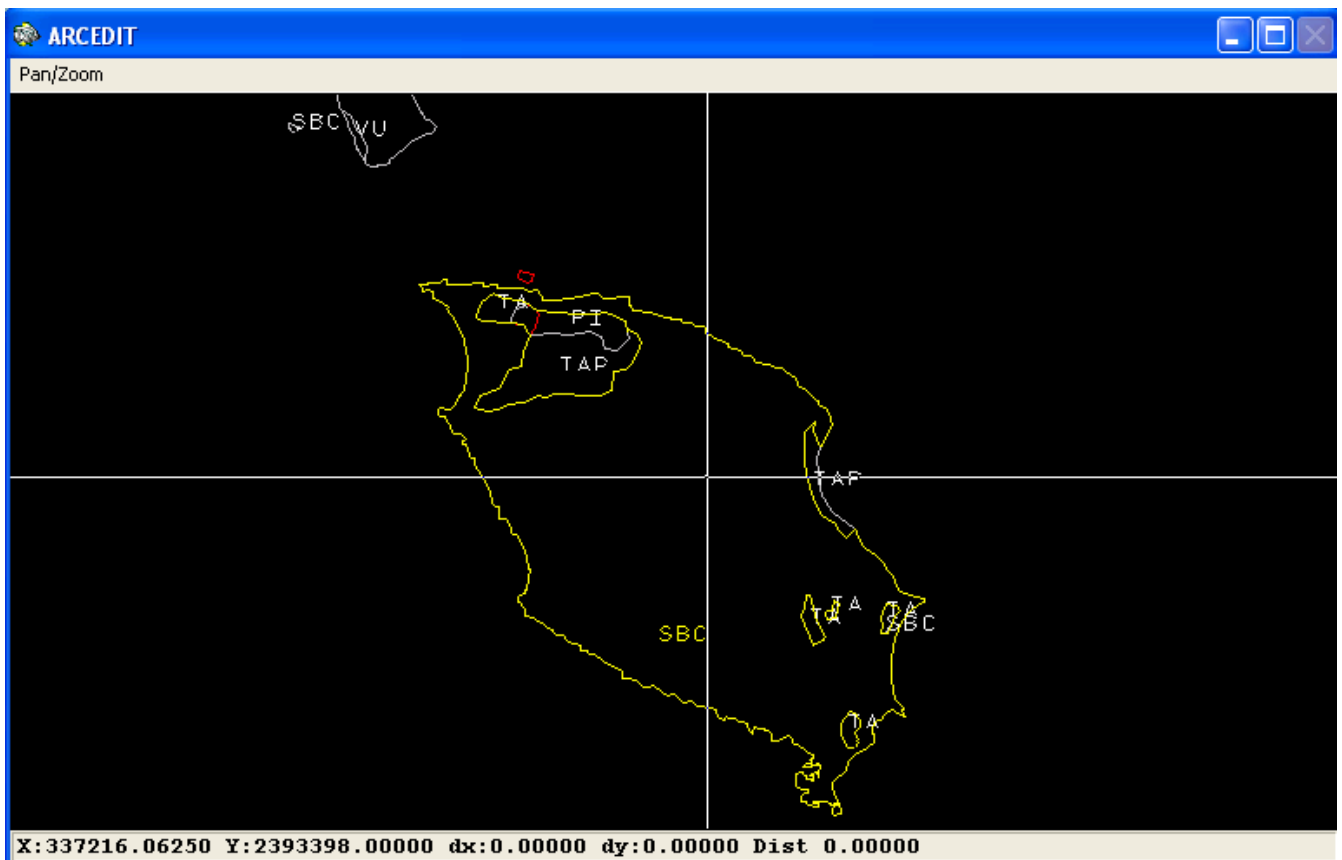 ARCEDIT
Pan/Zoom
SBC VU
TA
PI
TAP
TAP
TA
TA
TA
SBC
SBC
TA
X:337216.06250 Y:2393398.00000 dx:0.00000 dy:0.00000 Dist 0.00000